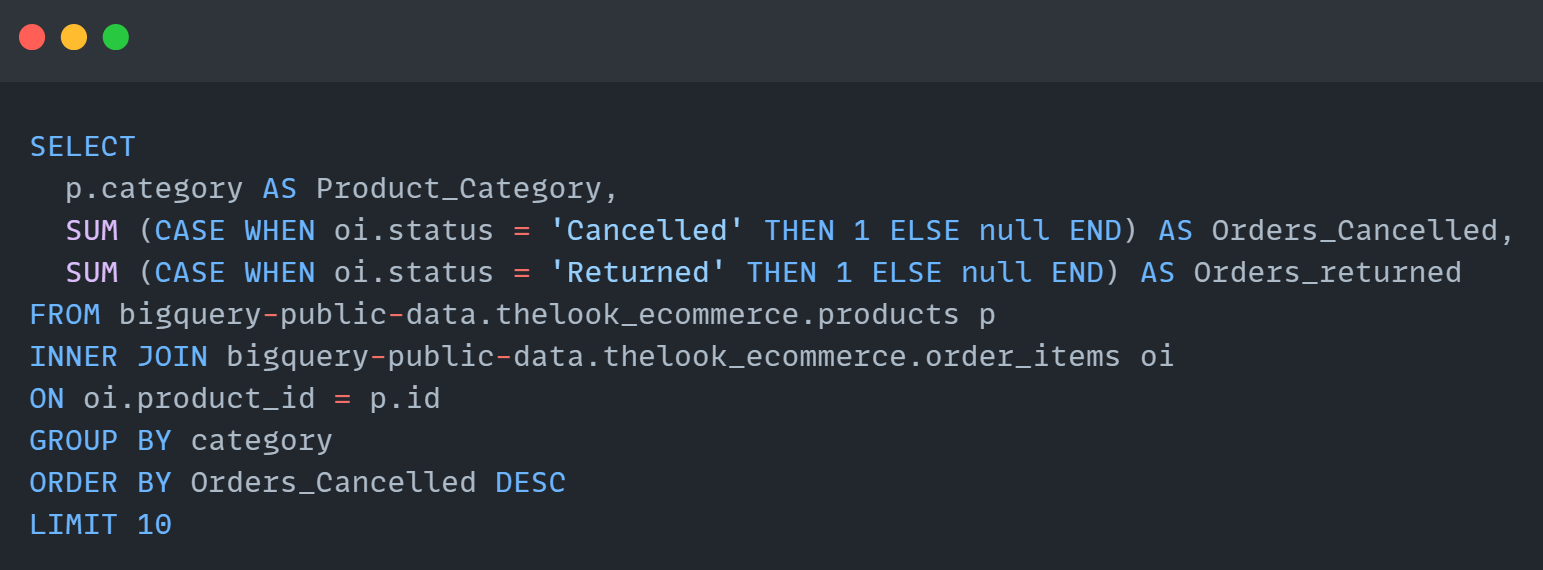 SELECT
  p.category AS Product_Category,
  SUM (CASE WHEN oi.status = 'Cancelled' THEN 1 ELSE null END) AS Orders_Cancelled,
  SUM (CASE WHEN oi.status = 'Returned' THEN 1 ELSE null END) AS Orders_returned
FROM bigquery-public-data.thelook_ecommerce.products p
INNER JOIN bigquery-public-data.thelook_ecommerce.order_items oi
ON oi.product_id = p.id
GROUP BY category
ORDER BY Orders_Cancelled DESC
LIMIT 10